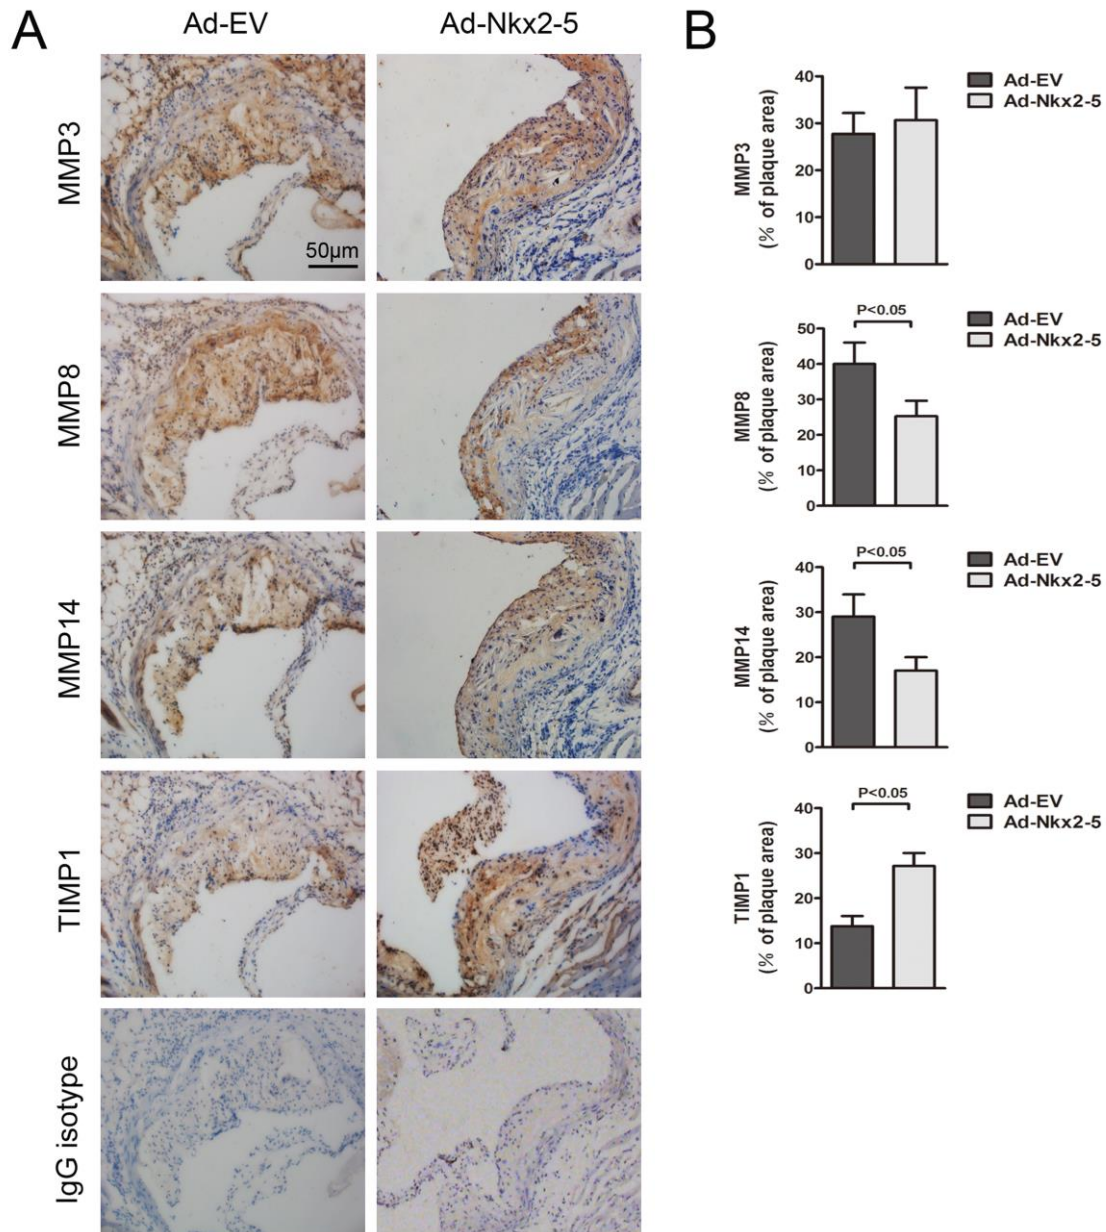 A
Ad-EV
Ad-Nkx2-5
MMP3
50µm
MMP8
MMP14
TIMP1
IgG isotype
B
40
30
20
10
0
MMP3
(% of plaque area)
Ad-EV
Ad-Nkx2-5
50
40
30
20
10
0
MMP8
(% of plaque area)
P<0.05
Ad-EV
Ad-Nkx2-5
40
30
20
10
0
MMP14
(% of plaque area)
P<0.05
Ad-EV
Ad-Nkx2-5
40
30
20
10
0
TIMP1
(% of plaque area)
P<0.05
Ad-EV
Ad-Nkx2-5